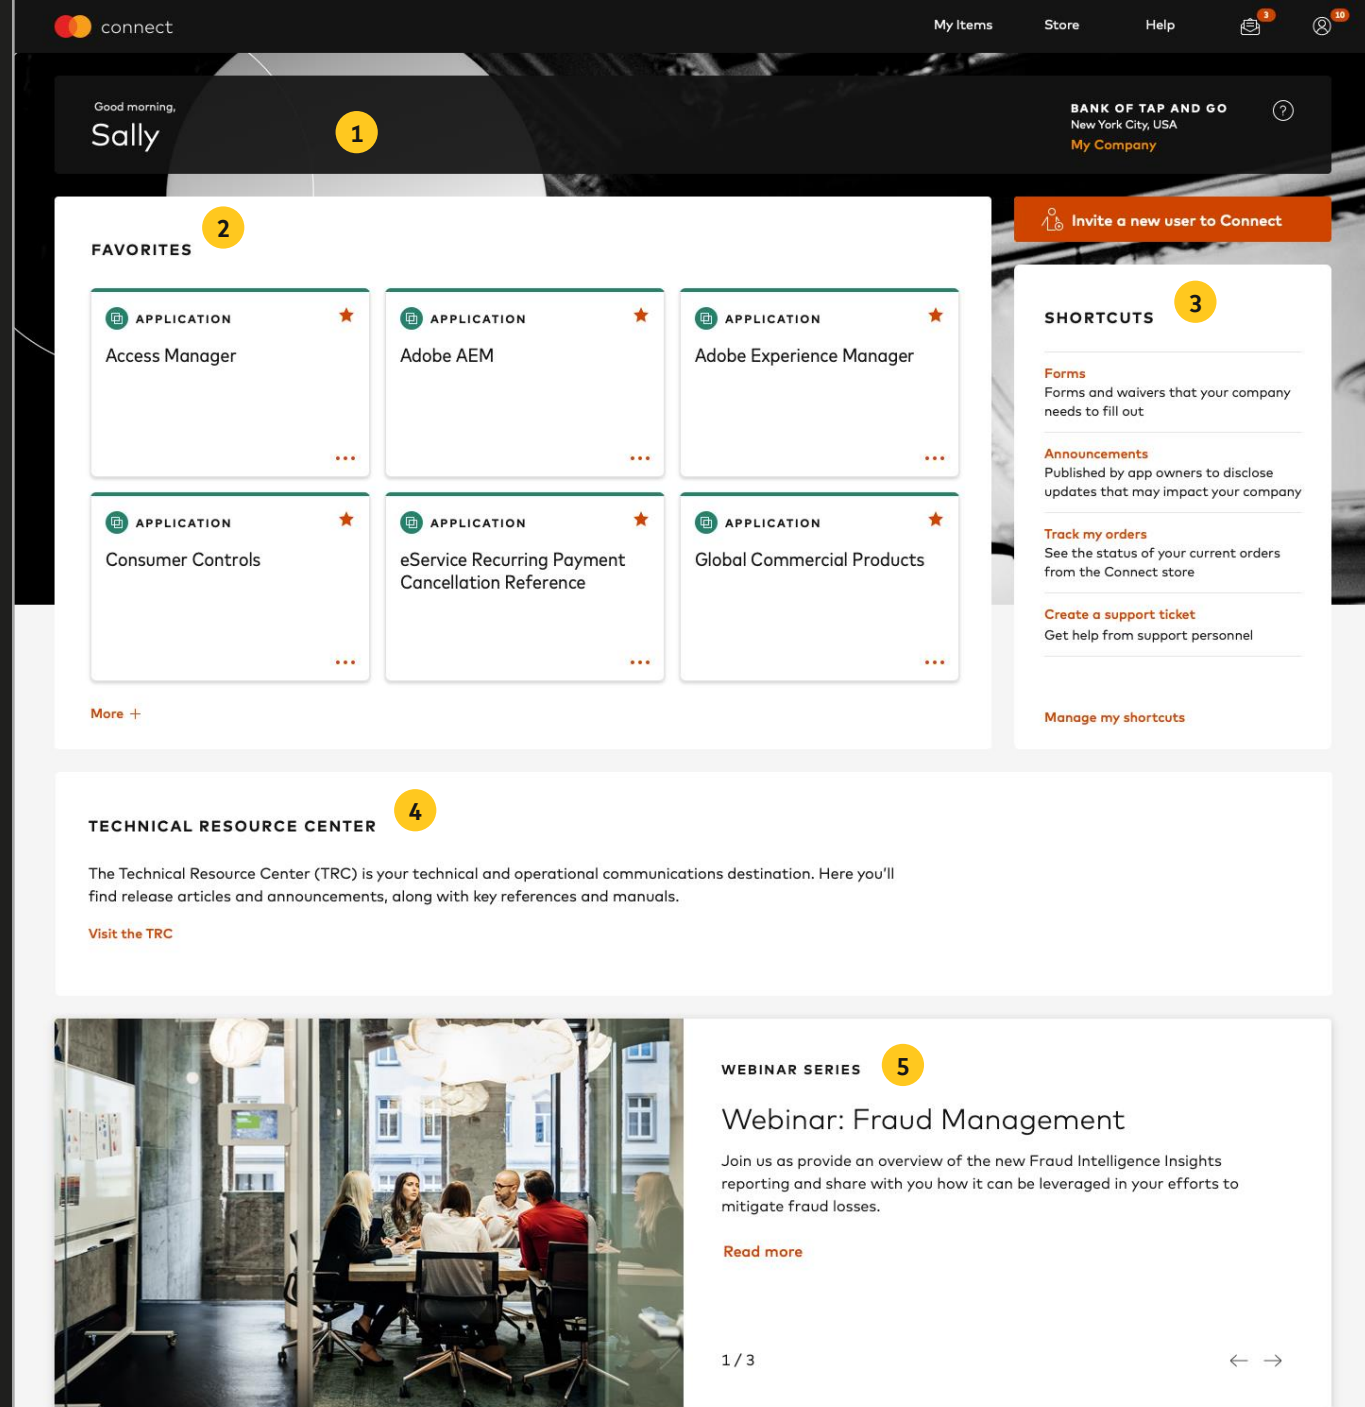 connect
My Items
Store
Help
3
10
Good morning,
Sally
1
BANK OF TAP AND GO
New York City, USA
My Company
?
2
FAVORITES
Invite a new user to Connect
APPLICATION
Access Manager
APPLICATION
Adobe AEM
APPLICATION
Adobe Experience Manager
APPLICATION
Consumer Controls
APPLICATION
eService Recurring Payment
Cancellation Reference
APPLICATION
Global Commercial Products
More +
3
SHORTCUTS
Forms
Forms and waivers that your company
needs to fill out
Announcements
Published by app owners to disclose
updates that may impact your company
Track my orders
See the status of your current orders
from the Connect store
Create a support ticket
Get help from support personnel
Manage my shortcuts
TECHNICAL RESOURCE CENTER
4
The Technical Resource Center (TRC) is your technical and operational communications destination. Here you'll
find release articles and announcements, along with key references and manuals.
Visit the TRC
WEBINAR SERIES
5
Webinar: Fraud Management
Join us as provide an overview of the new Fraud Intelligence Insights
reporting and share with you how it can be leveraged in your efforts to
mitigate fraud losses.
Read more
1 / 3